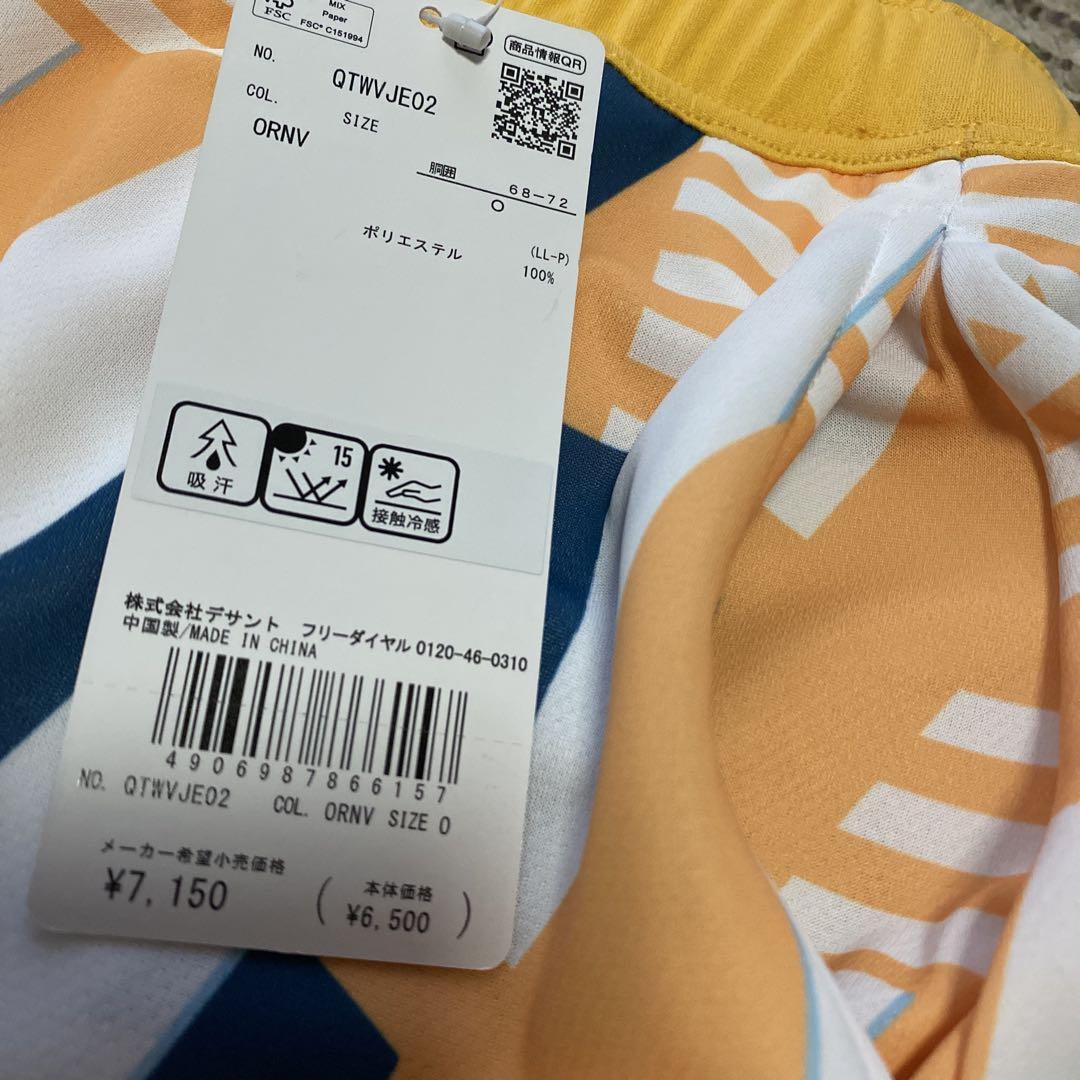 FSC
MIX
Paper
FSC® C151994
商品情報QR
NO. QTWVJE02
COL. ORNV
SIZE
胴囲 68-72
O
ポリエステル (LL-P) 100%
吸汗
15
接触冷感
株式会社デサント フリーダイヤル 0120-46-0310
中国製/MADE IN CHINA
4906987866157
NO. QTWVJE02 COL. ORNV SIZE O
メーカー希望小売価格
¥7,150
(本体価格 ¥6,500)